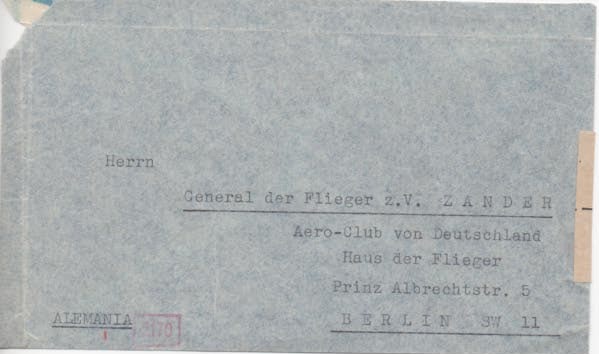 Herrn
General der Flieger z.V. Z A N D E R
Aero-Club von Deutschland
Haus der Flieger
Prinz Albrechtstr. 5
B E R L I N SW 11
ALEMANIA